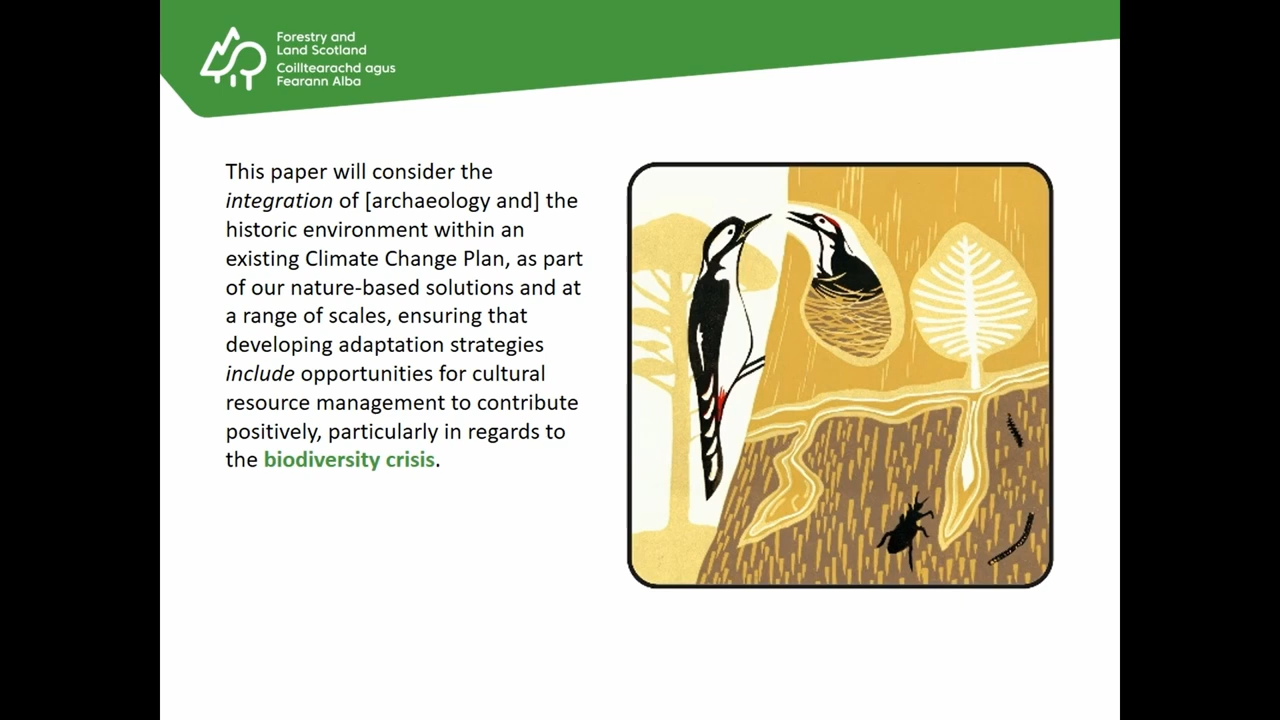 Forestry and
Land Scotland
Coilltearachd agus
Fearann Alba
This paper will consider the
integration of [archaeology and] the
historic environment within an
existing Climate Change Plan, as part
of our nature-based solutions and at
a range of scales, ensuring that
developing adaptation strategies
include opportunities for cultural
resource management to contribute
positively, particularly in regards to
the biodiversity crisis.